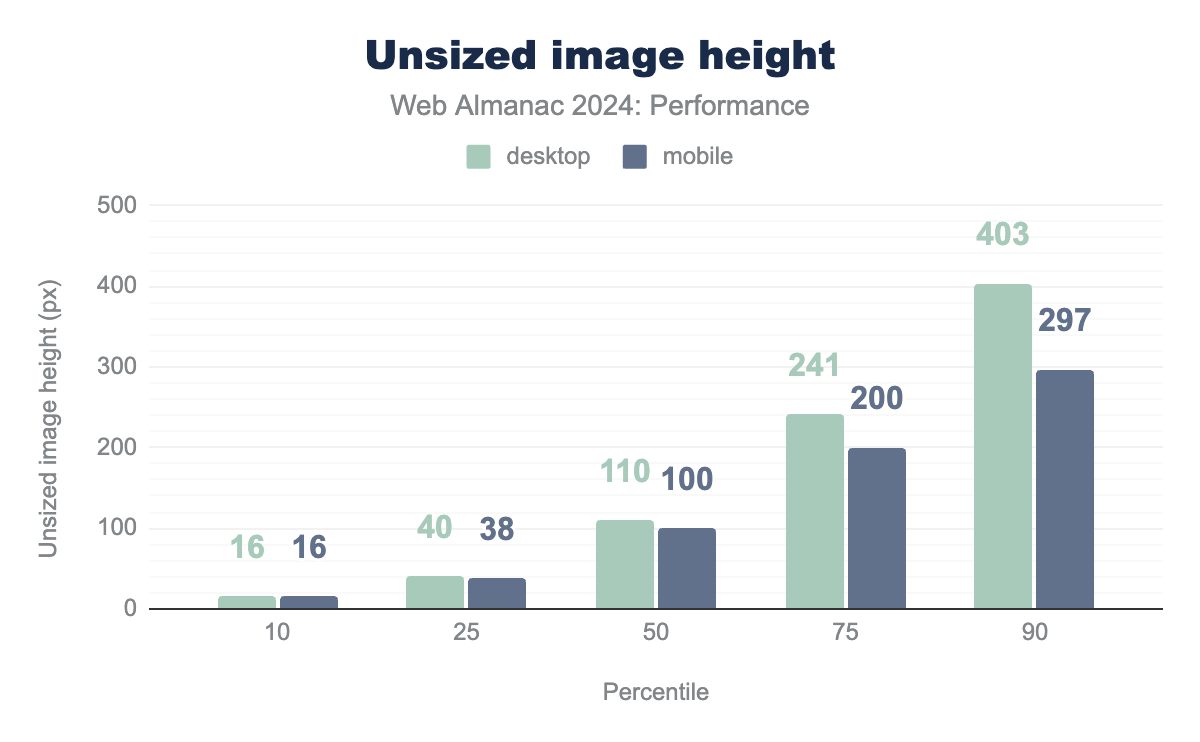 Unsized image height
Web Almanac 2024: Performance
desktop mobile
Unsized image height (px)
500
400
300
200
100
0
16 16
40 38
110 100
241 200
403 297
10 25 50 75 90
Percentile